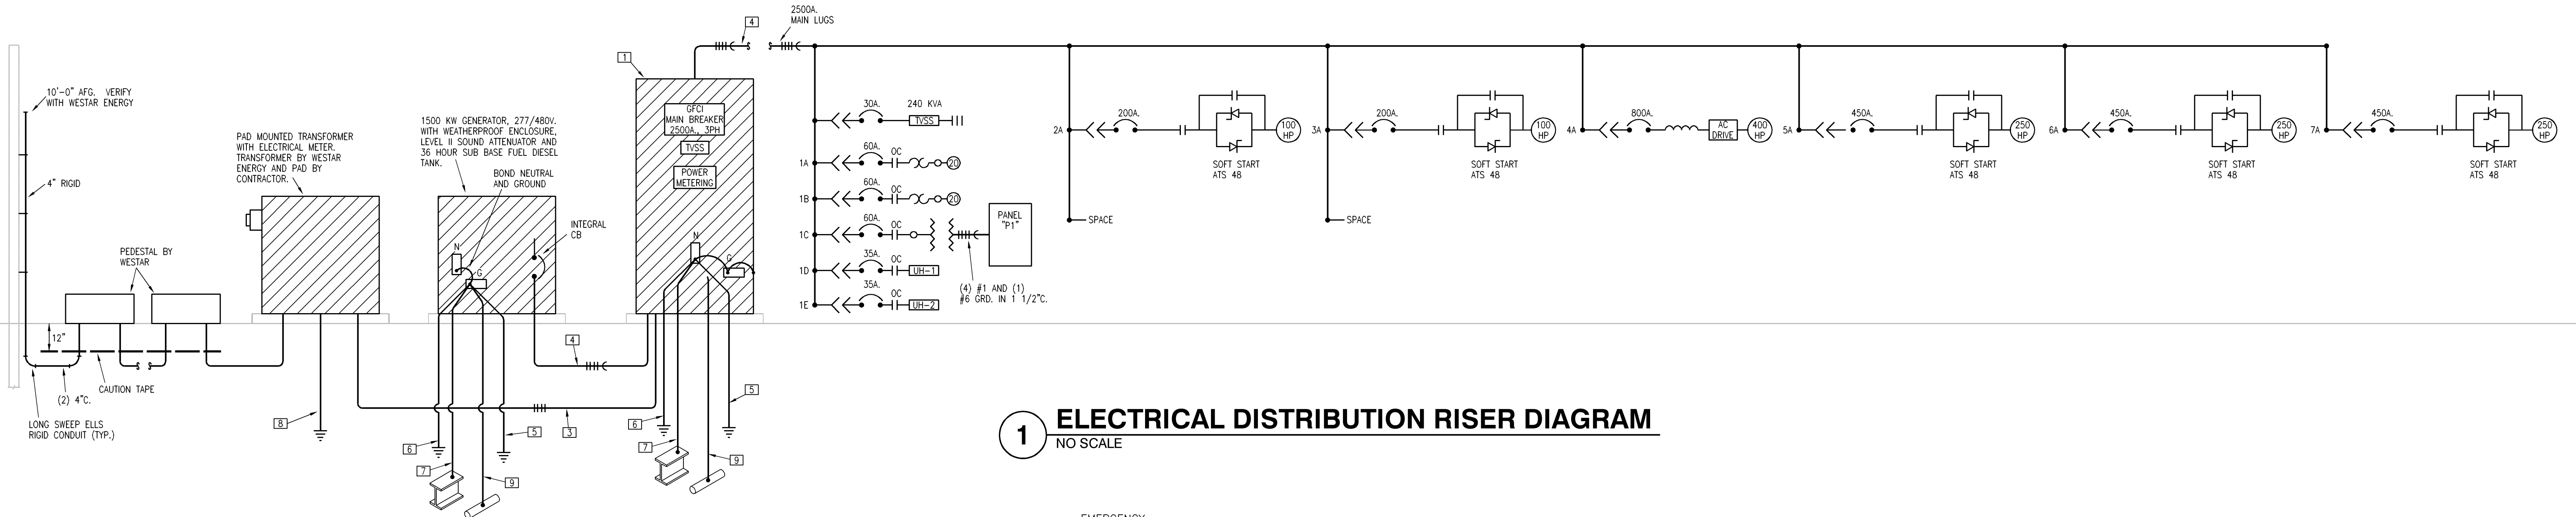 10'-0" AFG. VERIFY
WITH WESTAR ENERGY
4" RIGID
PEDESTAL BY
WESTAR
12"
CAUTION TAPE
(2) 4"C.
LONG SWEEP ELLS
RIGID CONDUIT (TYP.)
PAD MOUNTED TRANSFORMER
WITH ELECTRICAL METER.
TRANSFORMER BY WESTAR
ENERGY AND PAD BY
CONTRACTOR.
8
1500 KW GENERATOR, 277/480V.
WITH WEATHERPROOF ENCLOSURE,
LEVEL II SOUND ATTENUATOR AND
36 HOUR SUB BASE FUEL DIESEL
TANK.
BOND NEUTRAL
AND GROUND
INTEGRAL
CB
N
G
6
7
5
9
4
3
1
GFCI
MAIN BREAKER
2500A., 3PH
TVSS
POWER
METERING
N
G
6
7
5
9
4
2500A.
MAIN LUGS
30A.
240 KVA
TVSS
1A
60A.
OC
20
1B
60A.
OC
20
1C
60A.
OC
PANEL
"P1"
(4) #1 AND (1)
#6 GRD. IN 1 1/2"C.
1D
35A.
OC
UH-1
1E
35A.
OC
UH-2
2A
200A.
100
HP
SOFT START
ATS 48
SPACE
3A
200A.
100
HP
SOFT START
ATS 48
SPACE
4A
800A.
AC
DRIVE
400
HP
5A
450A.
250
HP
SOFT START
ATS 48
6A
450A.
250
HP
SOFT START
ATS 48
7A
450A.
250
HP
SOFT START
ATS 48
1
ELECTRICAL DISTRIBUTION RISER DIAGRAM
NO SCALE
EMERGENCY